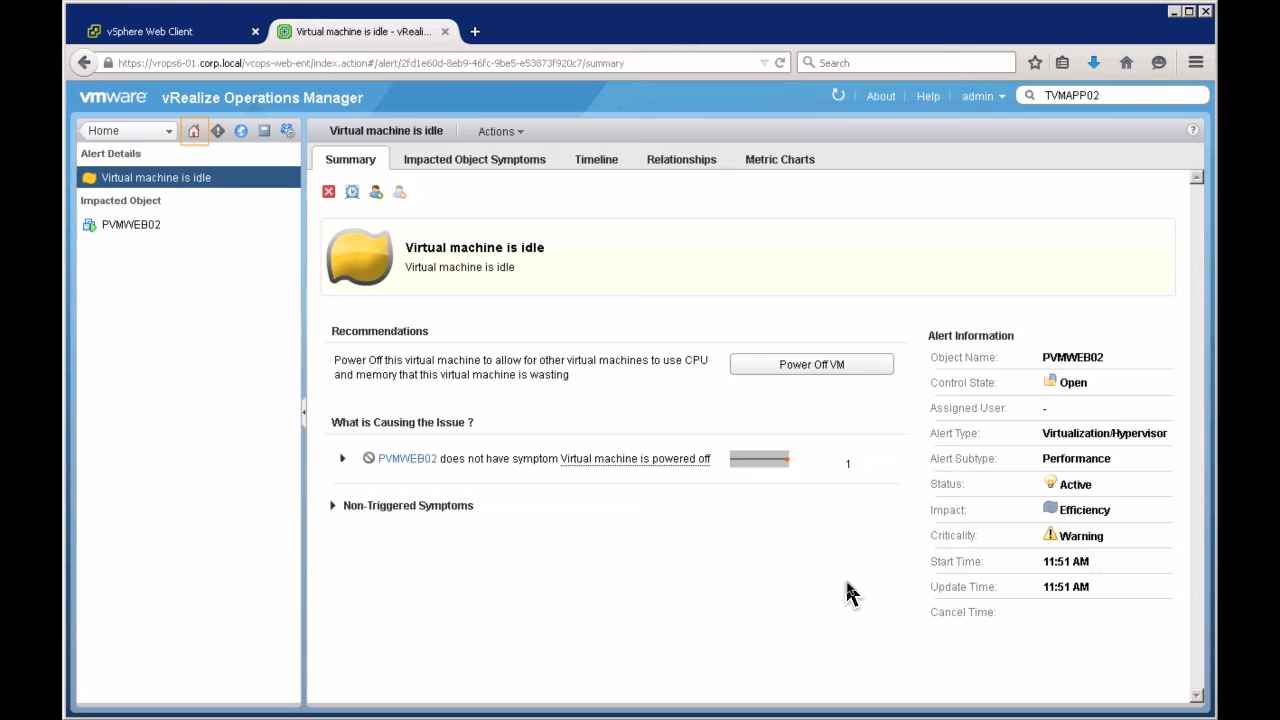 vSphere Web Client
Virtual machine is idle - vReali...
https://vrops6-01.corp.local/vcops-web-ent/index.action#/alert/2fd1e60d-8eb9-46fc-9be5-e53873f920c7/summary
Search
vmware vRealize Operations Manager
About
Help
admin
TVMAPP02
Home
Virtual machine is idle
Actions
Alert Details
Virtual machine is idle
Impacted Object
PVMWEB02
Summary
Impacted Object Symptoms
Timeline
Relationships
Metric Charts
Virtual machine is idle
Virtual machine is idle
Recommendations
Power Off this virtual machine to allow for other virtual machines to use CPU
and memory that this virtual machine is wasting
Power Off VM
What is Causing the Issue ?
PVMWEB02 does not have symptom Virtual machine is powered off
1
Non-Triggered Symptoms
Alert Information
Object Name: PVMWEB02
Control State: Open
Assigned User: -
Alert Type: Virtualization/Hypervisor
Alert Subtype: Performance
Status: Active
Impact: Efficiency
Criticality: Warning
Start Time: 11:51 AM
Update Time: 11:51 AM
Cancel Time: